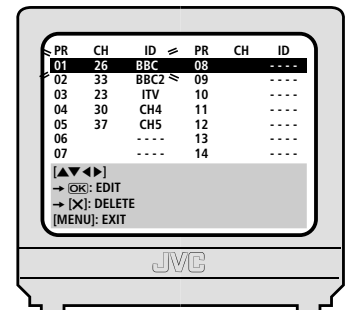 PR CH ID PR CH ID
01 26 BBC 08 - - - -
02 33 BBC2 09 - - - -
03 23 ITV 10 - - - -
04 30 CH4 11 - - - -
05 37 CH5 12 - - - -
06 - - - - 13 - - - -
07 - - - - 14 - - - -
[▲▼◀▶]
→ OK: EDIT
→ [X]: DELETE
[MENU]: EXIT
JVC